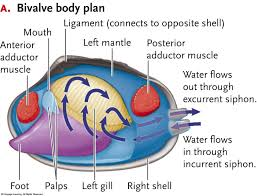 A. Bivalve body plan
Ligament (connects to opposite shell)
Mouth
Anterior
adductor
muscle
Left mantle
Posterior
adductor
muscle
Water flows
out through
excurrent siphon.
Water flows
in through
incurrent siphon.
Foot
Palps
Left gill
Right shell